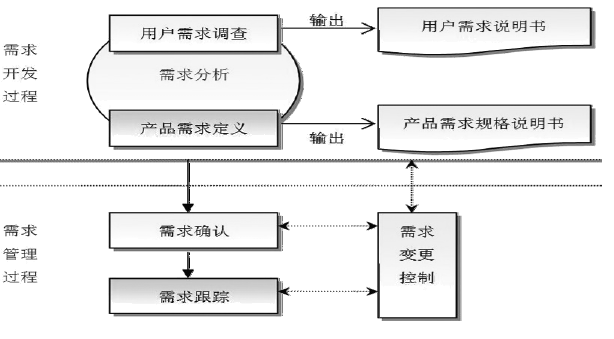 用户需求调查
输出
用户需求说明书
需求
开发
过程
需求分析
产品需求定义
输出
产品需求规格说明书
需求
管理
过程
需求确认
需求跟踪
需求
变更
控制